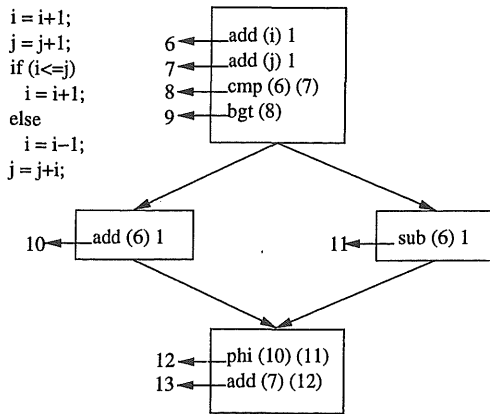 i = i+1;
j = j+1;
if (i<=j)
i = i+1;
else
i = i−1;
j = j+i;
6 add (i) 1
7 add (j) 1
8 cmp (6) (7)
9 bgt (8)
10 add (6) 1
11 sub (6) 1
12 phi (10) (11)
13 add (7) (12)